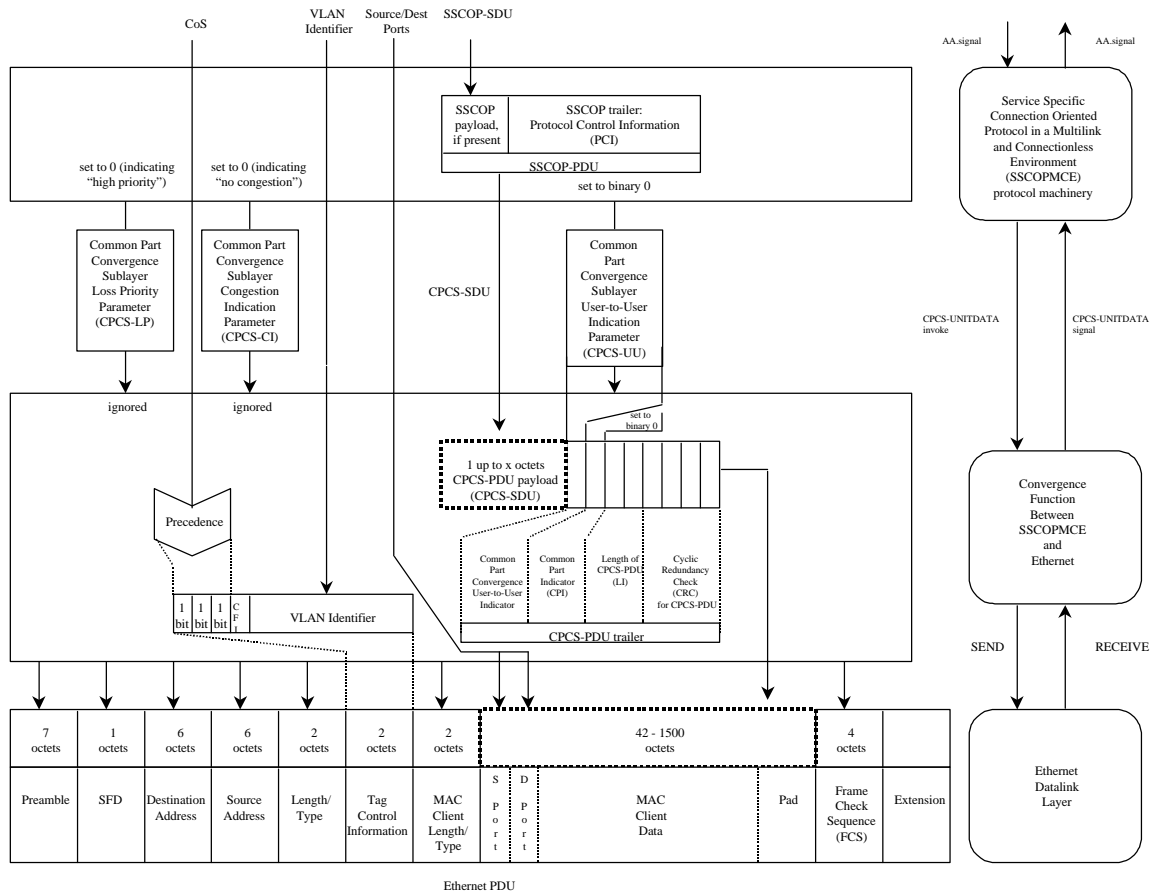 CoS
VLAN
Identifier
Source/Dest
Ports
SSCOP-SDU
AA.signal
AA.signal
SSCOP
payload,
if present
SSCOP trailer:
Protocol Control Information
(PCI)
SSCOP-PDU
set to 0 (indicating
“high priority”)
set to 0 (indicating
“no congestion”)
set to binary 0
Service Specific
Connection Oriented
Protocol in a Multilink
and Connectionless
Environment
(SSCOPMCE)
protocol machinery
Common Part
Convergence
Sublayer
Loss Priority
Parameter
(CPCS-LP)
Common Part
Convergence
Sublayer
Congestion
Indication
Parameter
(CPCS-CI)
CPCS-SDU
Common
Part
Convergence
Sublayer
User-to-User
Indication
Parameter
(CPCS-UU)
CPCS-UNITDATA
invoke
CPCS-UNITDATA
signal
ignored
ignored
set to
binary 0
1 up to x octets
CPCS-PDU payload
(CPCS-SDU)
Precedence
Common
Part
Convergence
User-to-User
Indicator
Common
Part
Indicator
(CPI)
Length of
CPCS-PDU
(LI)
Cyclic
Redundancy
Check
(CRC)
for CPCS-PDU
CPCS-PDU trailer
Convergence
Function
Between
SSCOPMCE
and
Ethernet
1
bit
1
bit
1
bit
C
F
I
VLAN Identifier
SEND
RECEIVE
7
octets
1
octets
6
octets
6
octets
2
octets
2
octets
2
octets
42 - 1500
octets
4
octets
Preamble
SFD
Destination
Address
Source
Address
Length/
Type
Tag
Control
Information
MAC
Client
Length/
Type
S
P
o
r
t
D
P
o
r
t
MAC
Client
Data
Pad
Frame
Check
Sequence
(FCS)
Extension
Ethernet
Datalink
Layer
Ethernet PDU